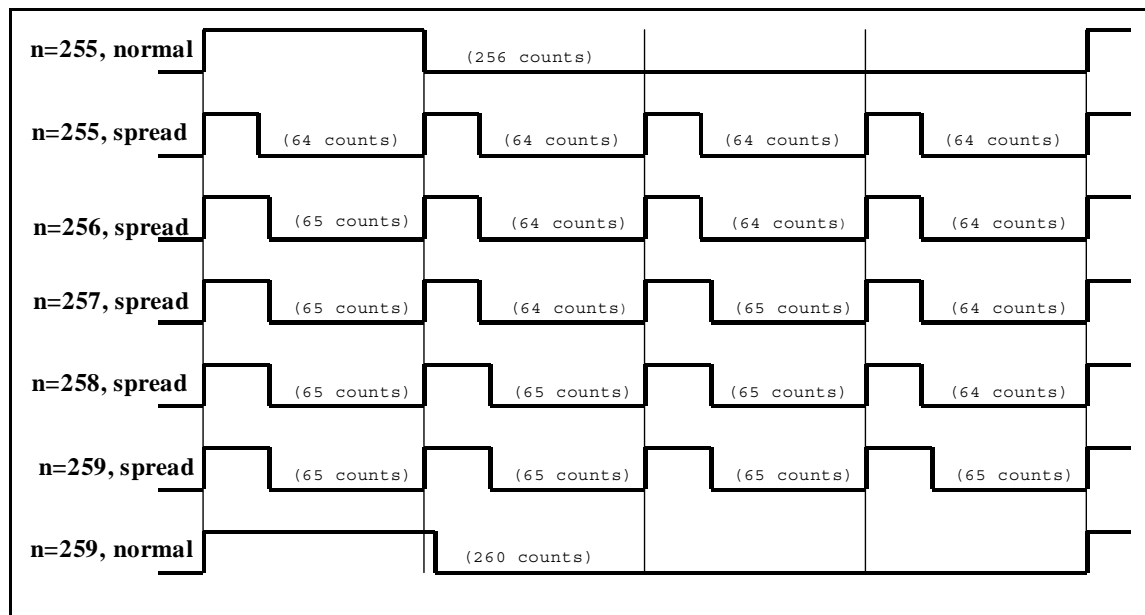 n=255, normal
(256 counts)
n=255, spread
(64 counts) (64 counts) (64 counts) (64 counts)
n=256, spread
(65 counts) (64 counts) (64 counts) (64 counts)
n=257, spread
(65 counts) (64 counts) (65 counts) (64 counts)
n=258, spread
(65 counts) (65 counts) (65 counts) (64 counts)
n=259, spread
(65 counts) (65 counts) (65 counts) (65 counts)
n=259, normal
(260 counts)